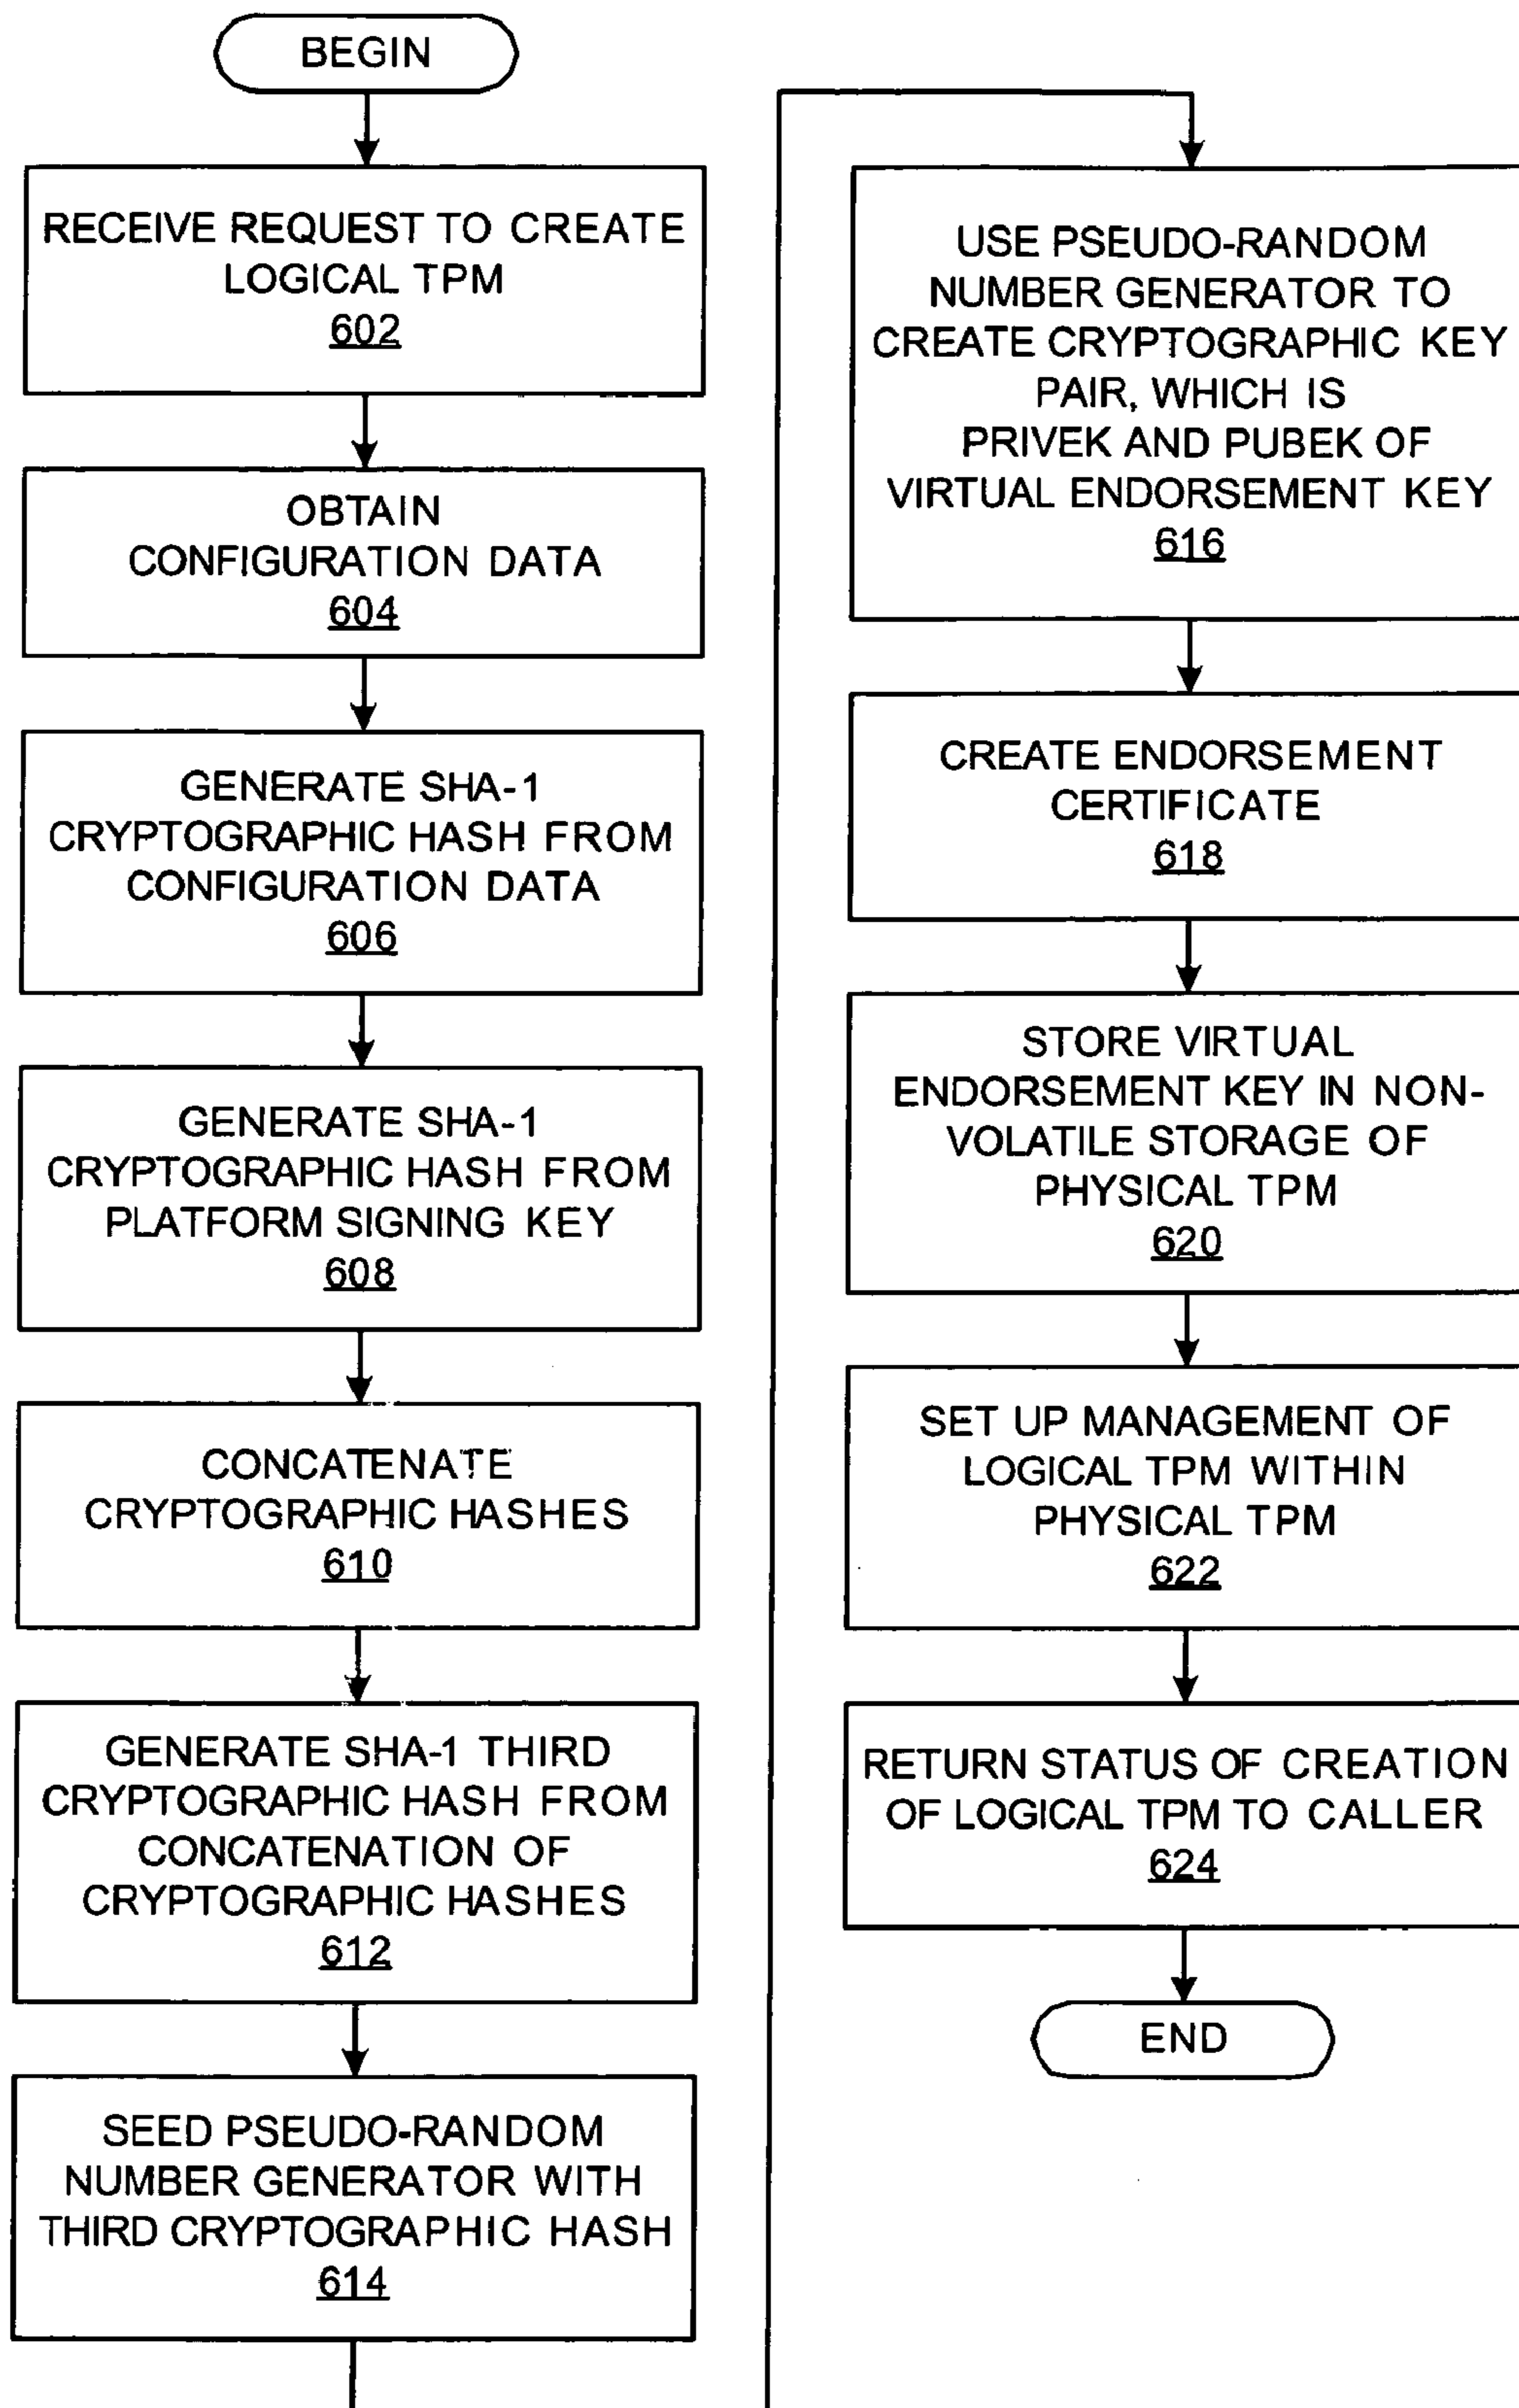 BEGIN
RECEIVE REQUEST TO CREATE
LOGICAL TPM
602
OBTAIN
CONFIGURATION DATA
604
GENERATE SHA-1
CRYPTOGRAPHIC HASH FROM
CONFIGURATION DATA
606
GENERATE SHA-1
CRYPTOGRAPHIC HASH FROM
PLATFORM SIGNING KEY
608
CONCATENATE
CRYPTOGRAPHIC HASHES
610
GENERATE SHA-1 THIRD
CRYPTOGRAPHIC HASH FROM
CONCATENATION OF
CRYPTOGRAPHIC HASHES
612
SEED PSEUDO-RANDOM
NUMBER GENERATOR WITH
THIRD CRYPTOGRAPHIC HASH
614
USE PSEUDO-RANDOM
NUMBER GENERATOR TO
CREATE CRYPTOGRAPHIC KEY
PAIR, WHICH IS
PRIVEK AND PUBEK OF
VIRTUAL ENDORSEMENT KEY
616
CREATE ENDORSEMENT
CERTIFICATE
618
STORE VIRTUAL
ENDORSEMENT KEY IN NON-
VOLATILE STORAGE OF
PHYSICAL TPM
620
SET UP MANAGEMENT OF
LOGICAL TPM WITHIN
PHYSICAL TPM
622
RETURN STATUS OF CREATION
OF LOGICAL TPM TO CALLER
624
END